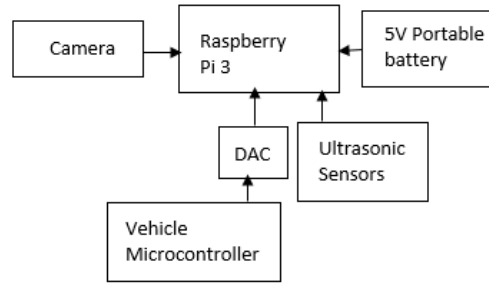 Camera
Raspberry
Pi 3
5V Portable
battery
DAC
Ultrasonic
Sensors
Vehicle
Microcontroller